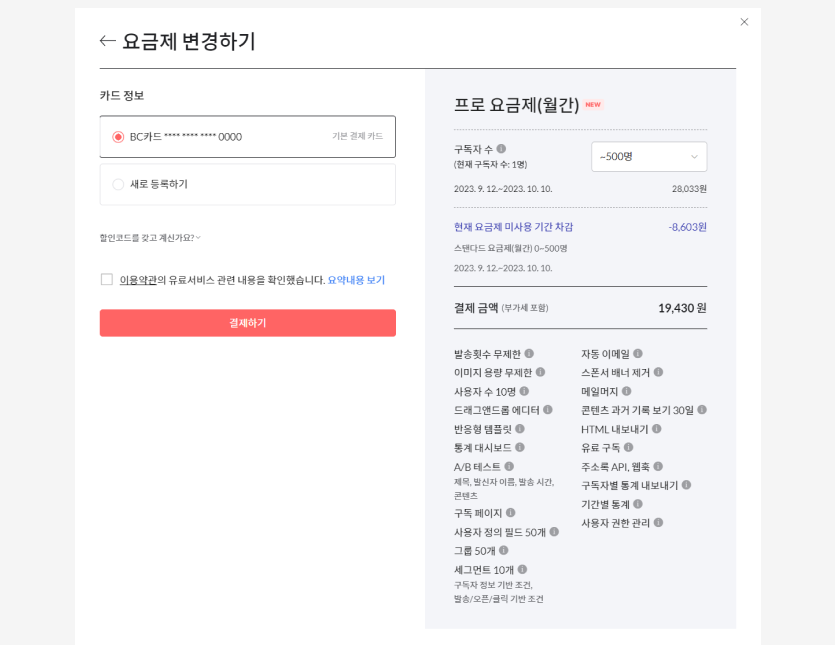 요금제 변경하기
카드 정보
BC카드 **** **** **** 0000
기본 결제 카드
새로 등록하기
할인코드를 갖고 계신가요?
이용약관의 유료서비스 관련 내용을 확인했습니다. 요약내용 보기
결제하기
프로 요금제(월간) NEW
구독자 수
(현재 구독자 수: 1명)
~500명
2023. 9. 12.~2023. 10. 10.
28,033원
현재 요금제 미사용 기간 차감
-8,603원
스탠다드 요금제(월간) 0~500명
2023. 9. 12.~2023. 10. 10.
결제 금액 (부가세 포함)
19,430 원
발송횟수 무제한
이미지 용량 무제한
사용자 수 10명
드래그앤드롭 에디터
반응형 템플릿
통계 대시보드
A/B 테스트
제목, 발신자 이름, 발송 시간,
콘텐츠
구독 페이지
사용자 정의 필드 50개
그룹 50개
세그먼트 10개
구독자 정보 기반 조건,
발송/오픈/클릭 기반 조건
자동 이메일
스폰서 배너 제거
메일머지
콘텐츠 과거 기록 보기 30일
HTML 내보내기
유료 구독
주소록 API, 웹훅
구독자별 통계 내보내기
기간별 통계
사용자 권한 관리